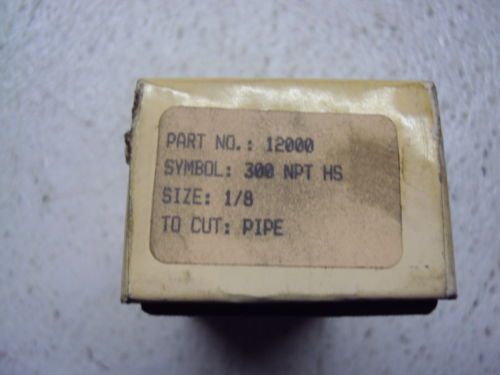 PART NO.: 12000
SYMBOL: 300 NPT HS
SIZE: 1/8
TO CUT: PIPE